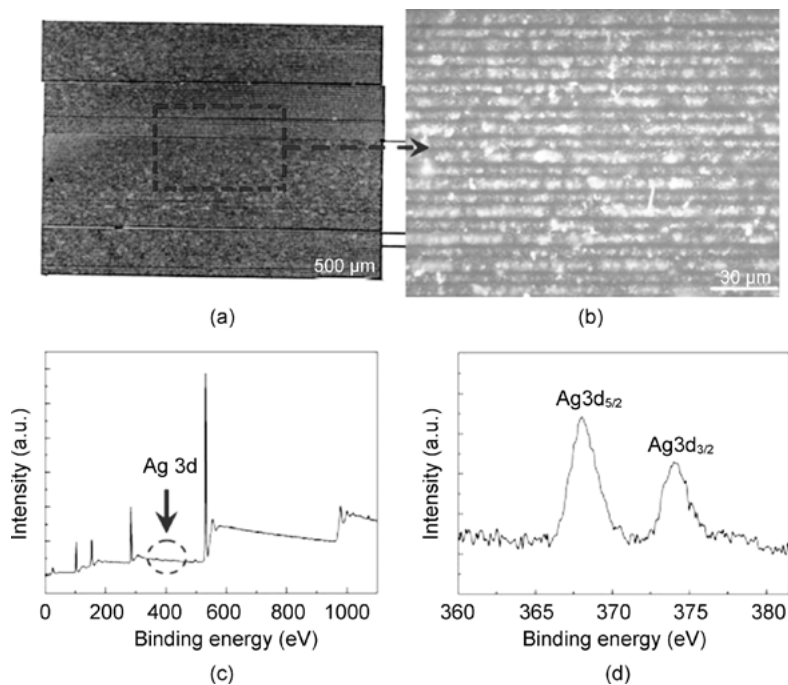 500 μm
30 μm
(a)
(b)
Intensity (a.u.)
Ag 3d
0 200 400 600 800 1000
Binding energy (eV)
(c)
Intensity (a.u.)
Ag3d5/2
Ag3d3/2
360 365 370 375 380
Binding energy (eV)
(d)